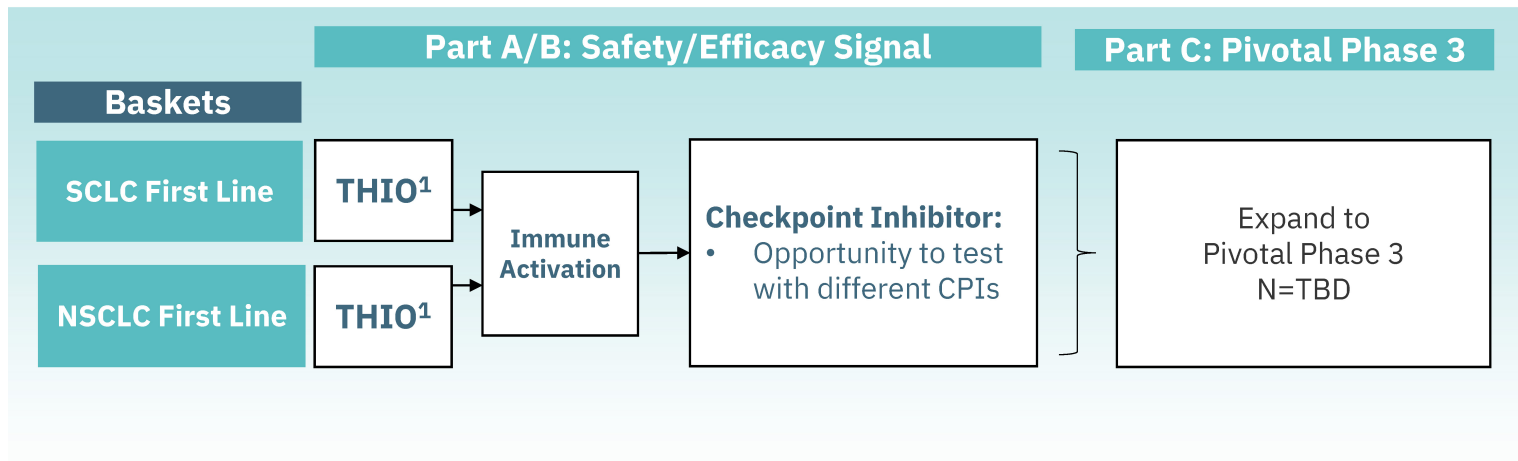 Part A/B: Safety/Efficacy Signal
Part C: Pivotal Phase 3
Baskets
SCLC First Line
THIO¹
NSCLC First Line
THIO¹
Immune
Activation
Checkpoint Inhibitor:
• Opportunity to test
with different CPIs
Expand to
Pivotal Phase 3
N=TBD